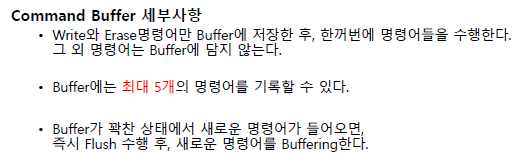 Command Buffer 세부사항
• Write와 Erase명령어만 Buffer에 저장한 후, 한꺼번에 명령어들을 수행한다.
그 외 명령어는 Buffer에 담지 않는다.
• Buffer에는 최대 5개의 명령어를 기록할 수 있다.
• Buffer가 꽉찬 상태에서 새로운 명령어가 들어오면,
즉시 Flush 수행 후, 새로운 명령어를 Buffering한다.